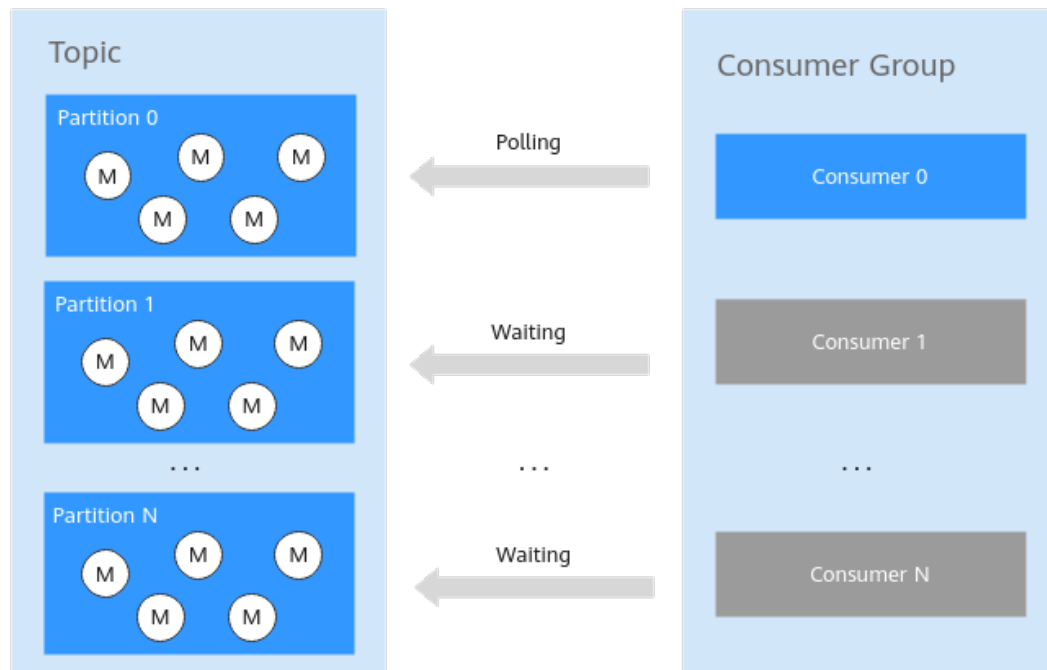 Topic
Partition 0
M
M
M
M
M
Partition 1
M
M
M
M
M
...
Partition N
M
M
M
M
M
Polling
Waiting
...
Waiting
Consumer Group
Consumer 0
Consumer 1
...
Consumer N